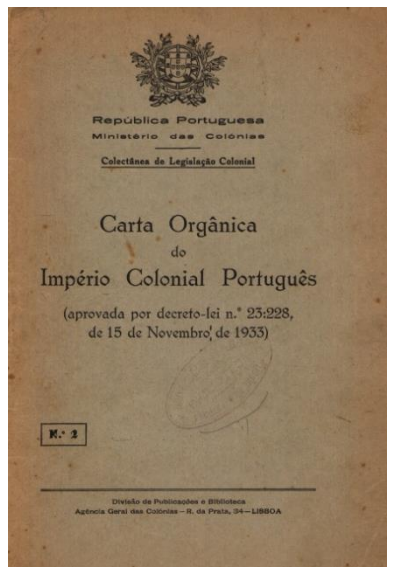 República Portuguesa
Ministério das Colónias
Colectânea de Legislação Colonial
Carta Orgânica
do
Império Colonial Português
(aprovada por decreto-lei n.º 23:228,
de 15 de Novembro, de 1933)
N.º 2
Divisão de Publicações e Biblioteca
Agência Geral das Colónias — R. da Prata, 34 — LISBOA